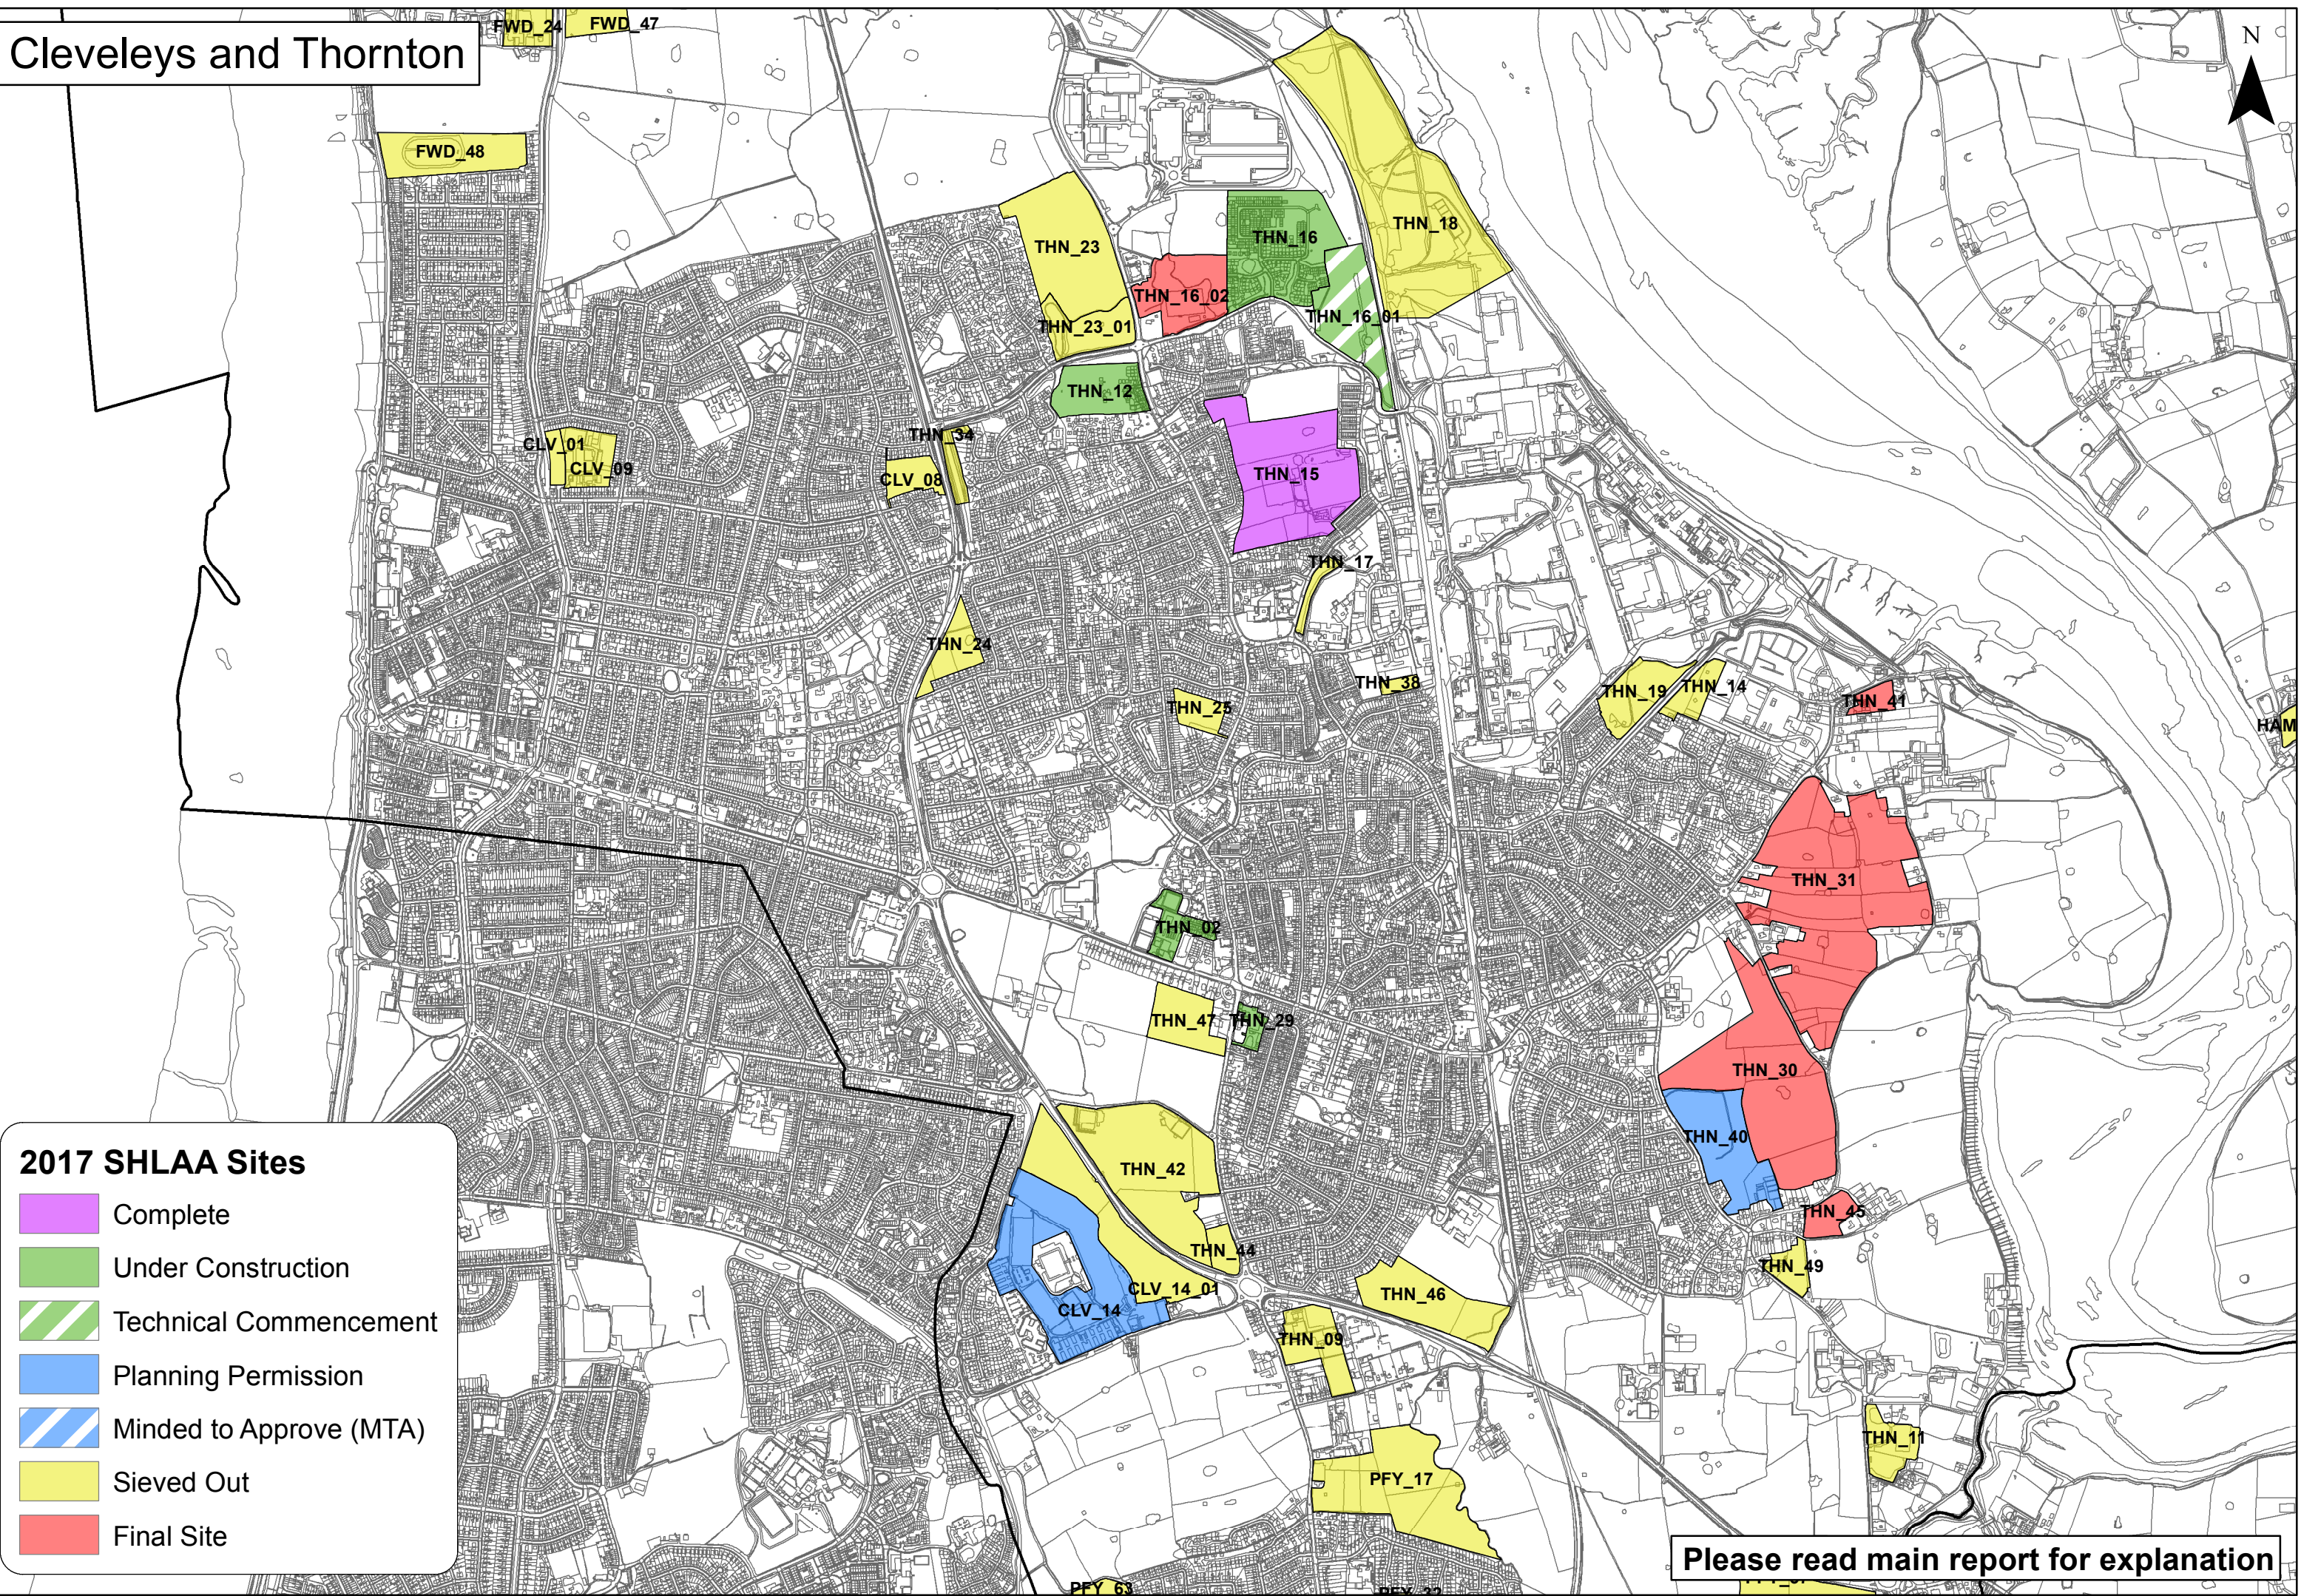 Cleveleys and Thornton
FWD_24
FWD_47
N
FWD_48
THN_18
THN_16
THN_23
THN_16_02
THN_16_01
THN_23_01
THN_12
THN_34
CLV_01
CLV_09
CLV_08
THN_15
THN_17
THN_24
THN_38
THN_25
THN_19
THN_14
THN_41
HAM
THN_31
THN_02
THN_47
THN_29
THN_30
THN_40
THN_42
THN_45
THN_44
THN_49
CLV_14_01
CLV_14
THN_46
THN_09
THN_11
PFY_17
2017 SHLAA Sites
Complete
Under Construction
Technical Commencement
Planning Permission
Minded to Approve (MTA)
Sieved Out
Final Site
Please read main report for explanation
PFY_63